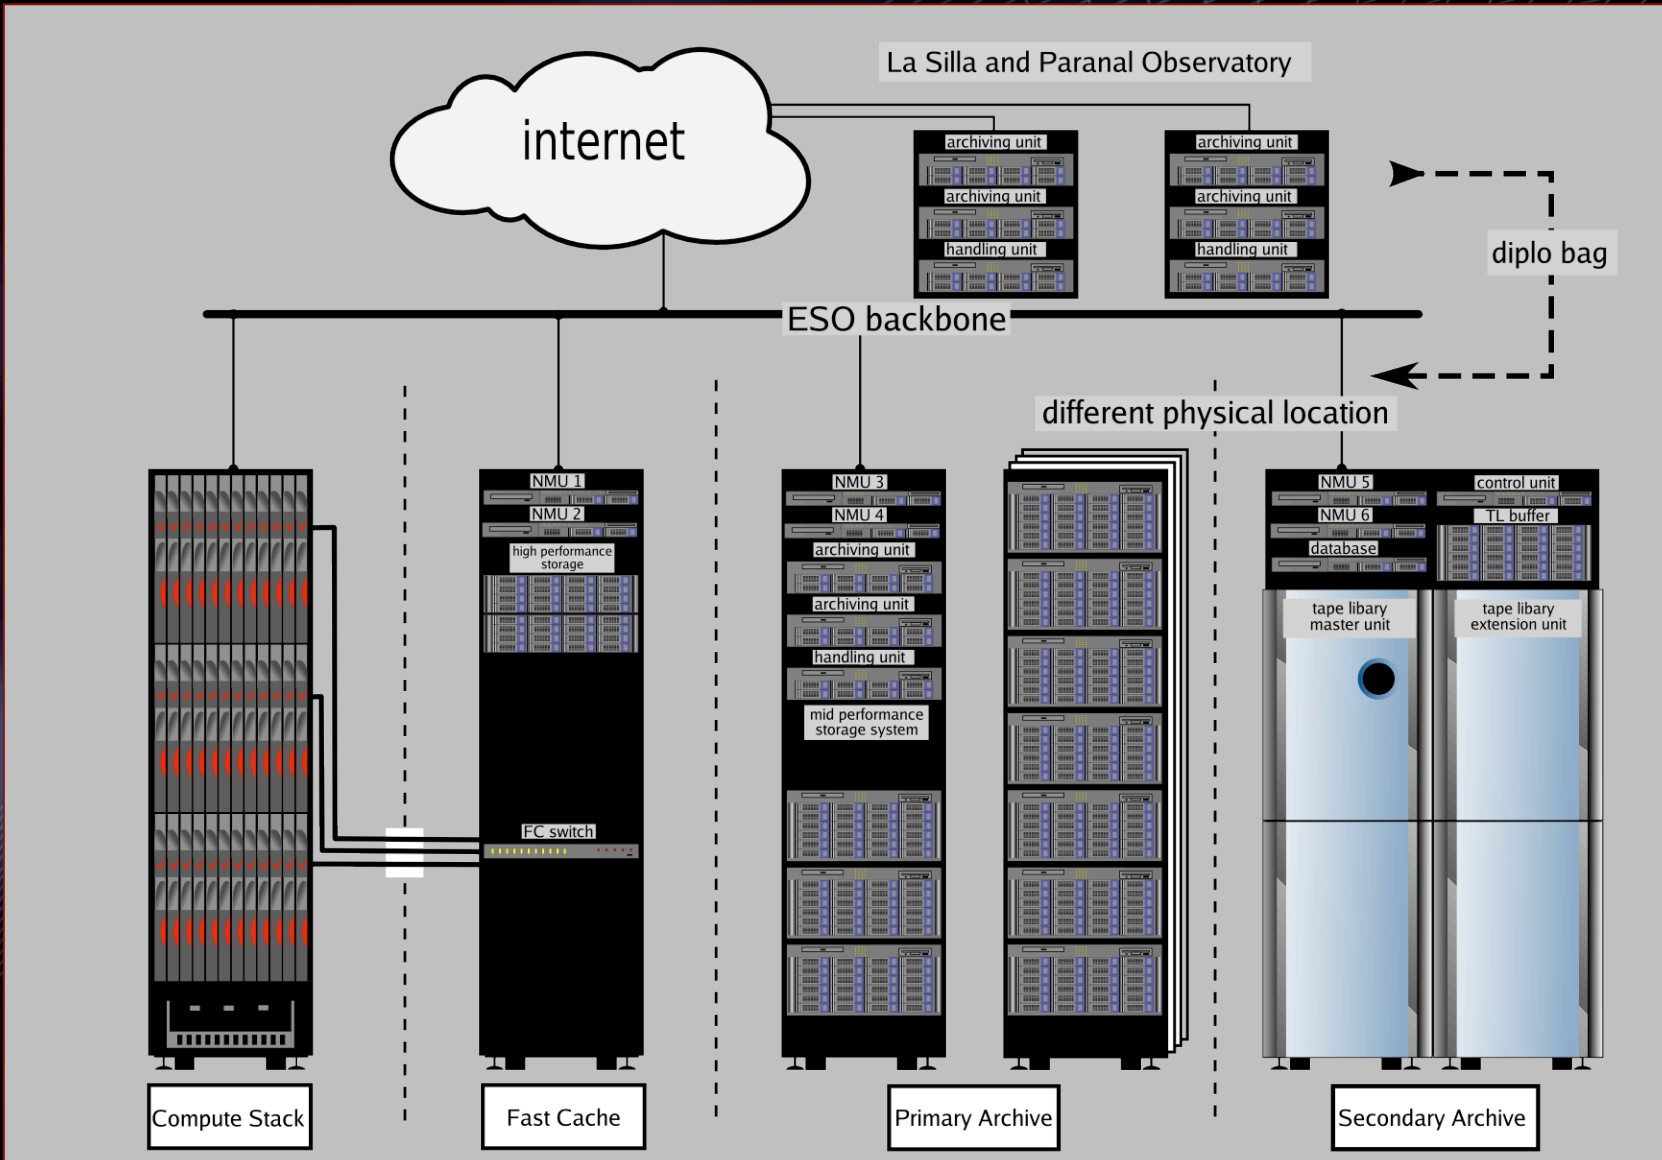 La Silla and Paranal Observatory
internet
archiving unit
archiving unit
handling unit
archiving unit
archiving unit
handling unit
diplo bag
ESO backbone
different physical location
NMU 1
NMU 2
high performance
storage
FC switch
NMU 3
NMU 4
archiving unit
archiving unit
handling unit
mid performance
storage system
NMU 5
NMU 6
database
control unit
TL buffer
tape libary
master unit
tape libary
extension unit
Compute Stack
Fast Cache
Primary Archive
Secondary Archive